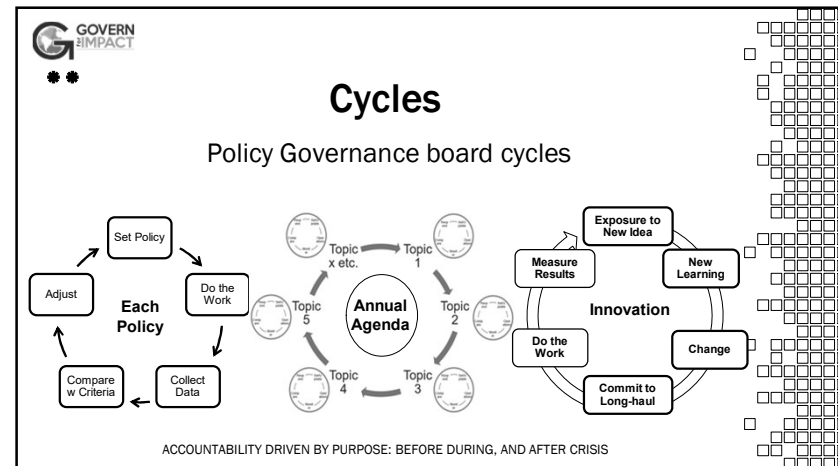 GOVERN
FOR IMPACT
Cycles
Policy Governance board cycles
Set Policy
Do the
Work
Collect
Data
Compare
w Criteria
Adjust
Each
Policy
Topic
x etc.
Topic
1
Topic
2
Topic
3
Topic
4
Topic
5
Annual
Agenda
Exposure to
New Idea
New
Learning
Change
Commit to
Long-haul
Do the
Work
Measure
Results
Innovation
ACCOUNTABILITY DRIVEN BY PURPOSE: BEFORE DURING, AND AFTER CRISIS